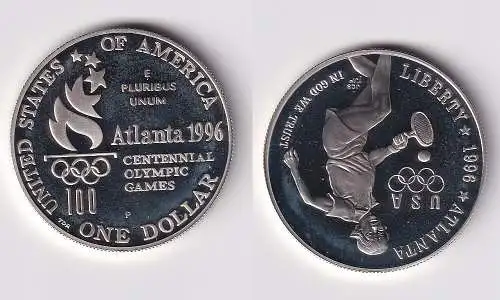 UNITED STATES OF AMERICA
E
PLURIBUS
UNUM
Atlanta 1996
CENTENNIAL
OLYMPIC
GAMES
100
P
TDR
ONE DOLLAR
LIBERTY ★ 1996 ★ ATLANTA
IN GOD WE TRUST
USA